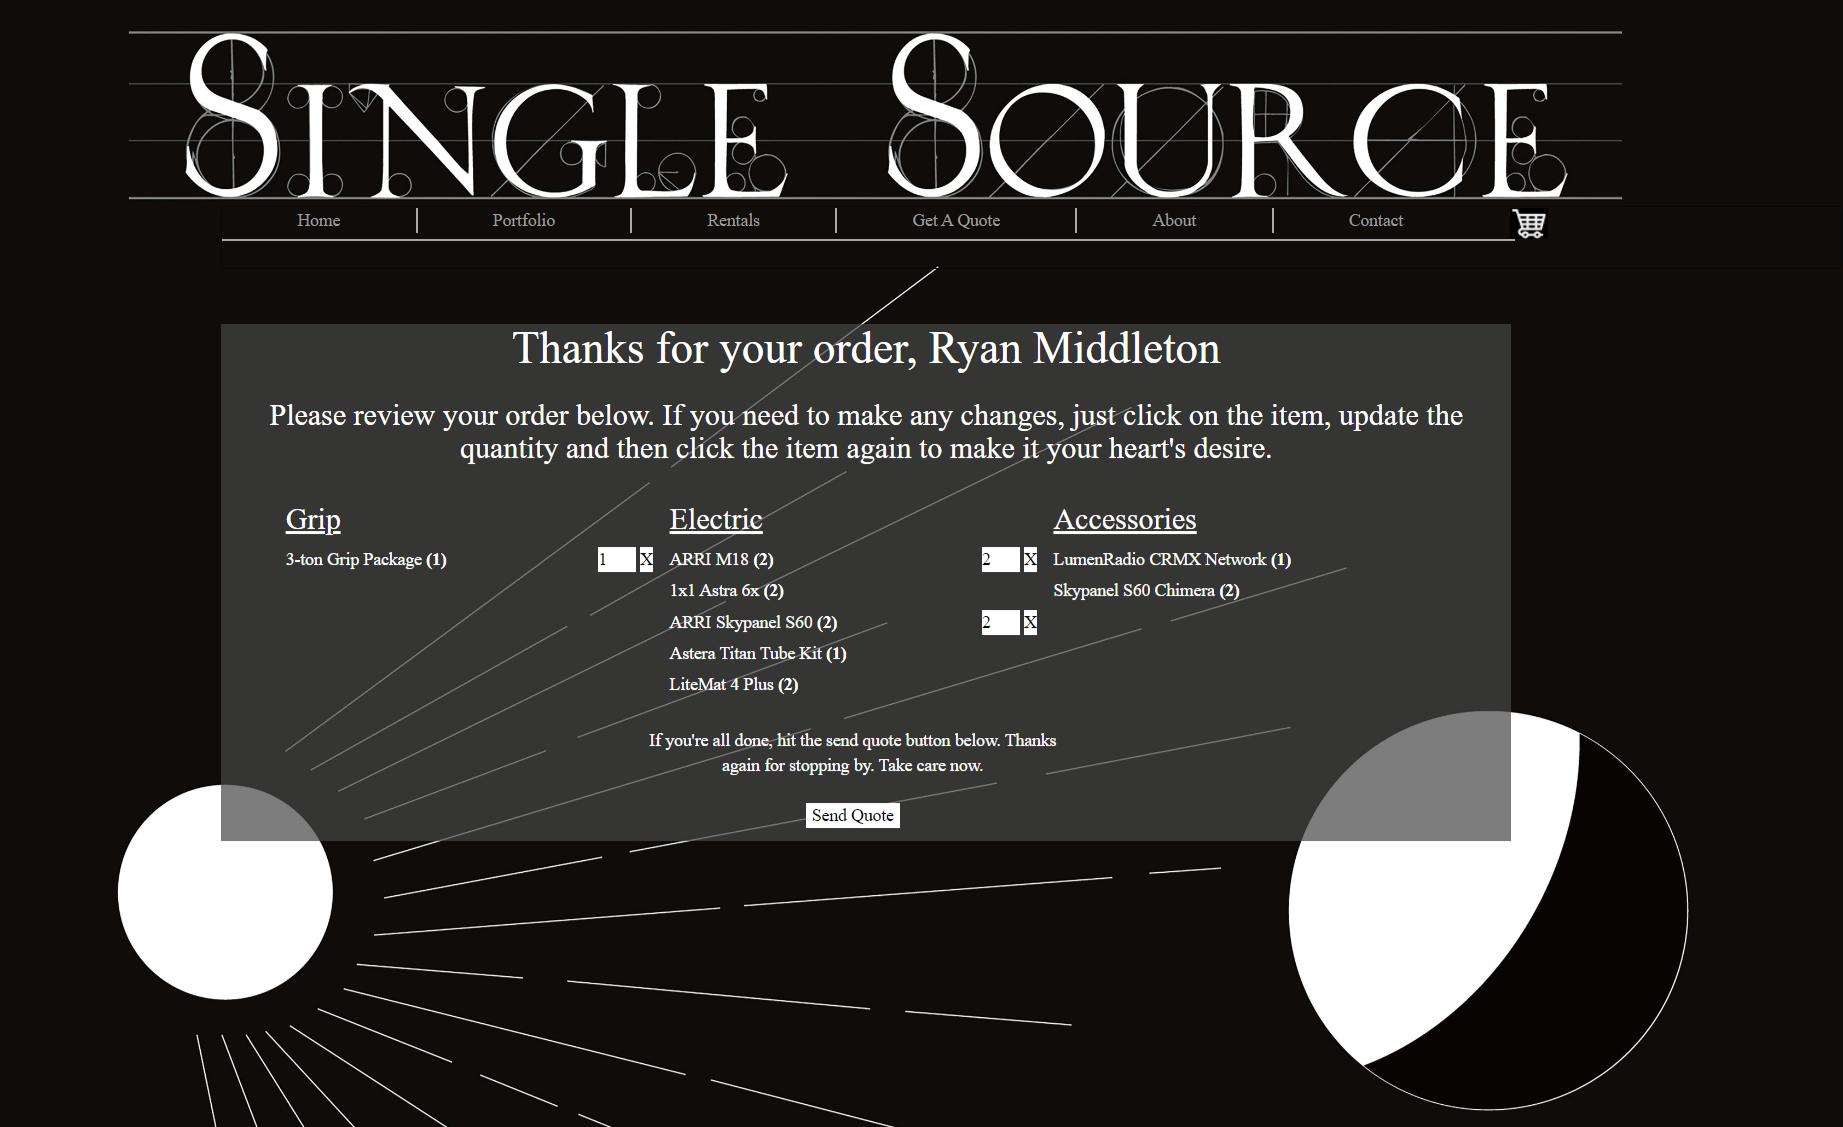 SINGLE SOURCE
Home Portfolio Rentals Get A Quote About Contact
Thanks for your order, Ryan Middleton
Please review your order below. If you need to make any changes, just click on the item, update the
quantity and then click the item again to make it your heart's desire.
Grip
3-ton Grip Package (1) 1 X
Electric
ARRI M18 (2) 2 X
1x1 Astra 6x (2)
ARRI Skypanel S60 (2) 2 X
Astera Titan Tube Kit (1)
LiteMat 4 Plus (2)
Accessories
LumenRadio CRMX Network (1)
Skypanel S60 Chimera (2)
If you're all done, hit the send quote button below. Thanks
again for stopping by. Take care now.
Send Quote